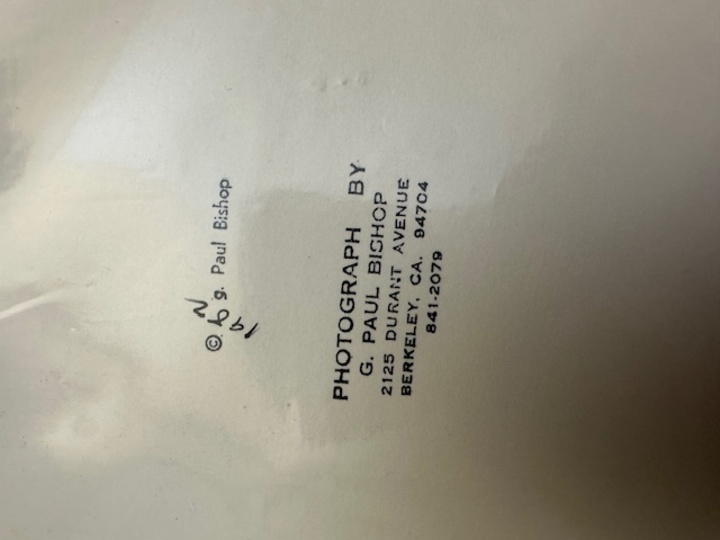 © g. Paul Bishop
PHOTOGRAPH BY
G. PAUL BISHOP
2125 DURANT AVENUE
BERKELEY, CA. 94704
841-2079